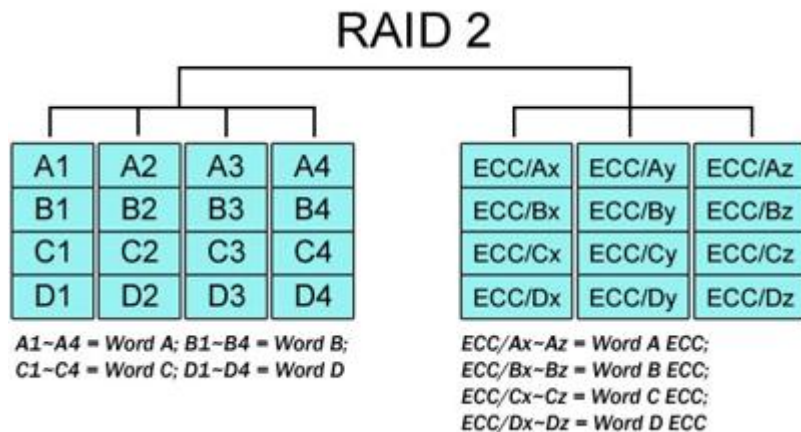 RAID 2
A1 A2 A3 A4 ECC/Ax ECC/Ay ECC/Az
B1 B2 B3 B4 ECC/Bx ECC/By ECC/Bz
C1 C2 C3 C4 ECC/Cx ECC/Cy ECC/Cz
D1 D2 D3 D4 ECC/Dx ECC/Dy ECC/Dz
A1~A4 = Word A; B1~B4 = Word B;
C1~C4 = Word C; D1~D4 = Word D
ECC/Ax~Az = Word A ECC;
ECC/Bx~Bz = Word B ECC;
ECC/Cx~Cz = Word C ECC;
ECC/Dx~Dz = Word D ECC